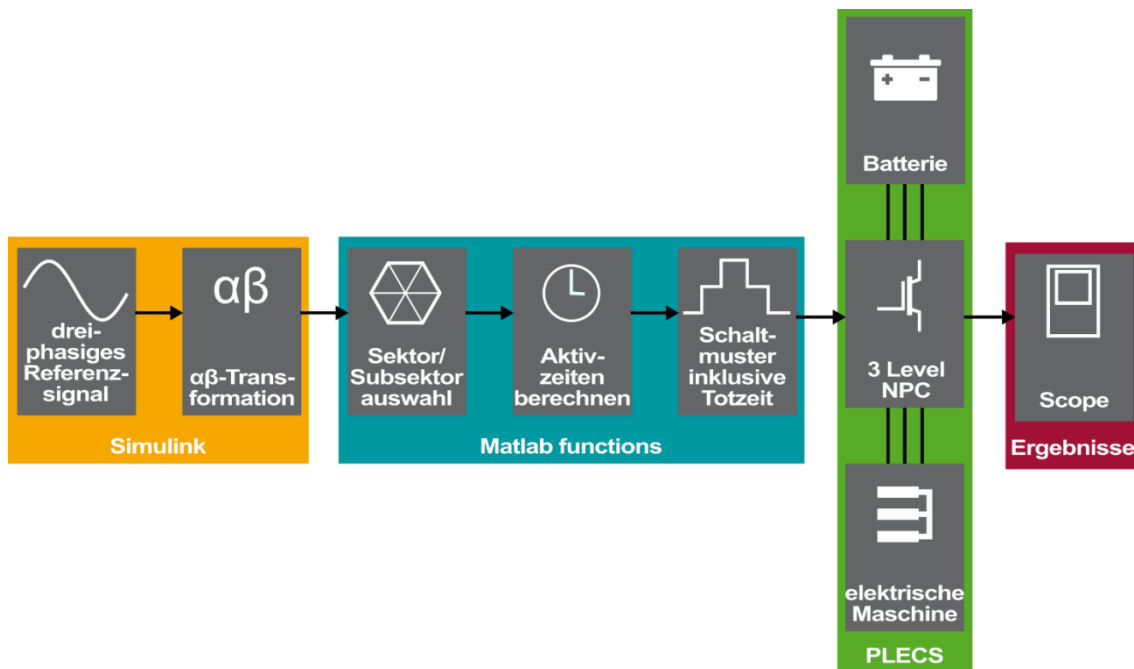 drei-
phasiges
Referenz-
signal
αβ
αβ-Trans-
formation
Simulink
Sektor/
Subsektor
auswahl
Aktiv-
zeiten
berechnen
Schalt-
muster
inklusive
Totzeit
Matlab functions
+ -
Batterie
3 Level
NPC
elektrische
Maschine
PLECS
Scope
Ergebnisse